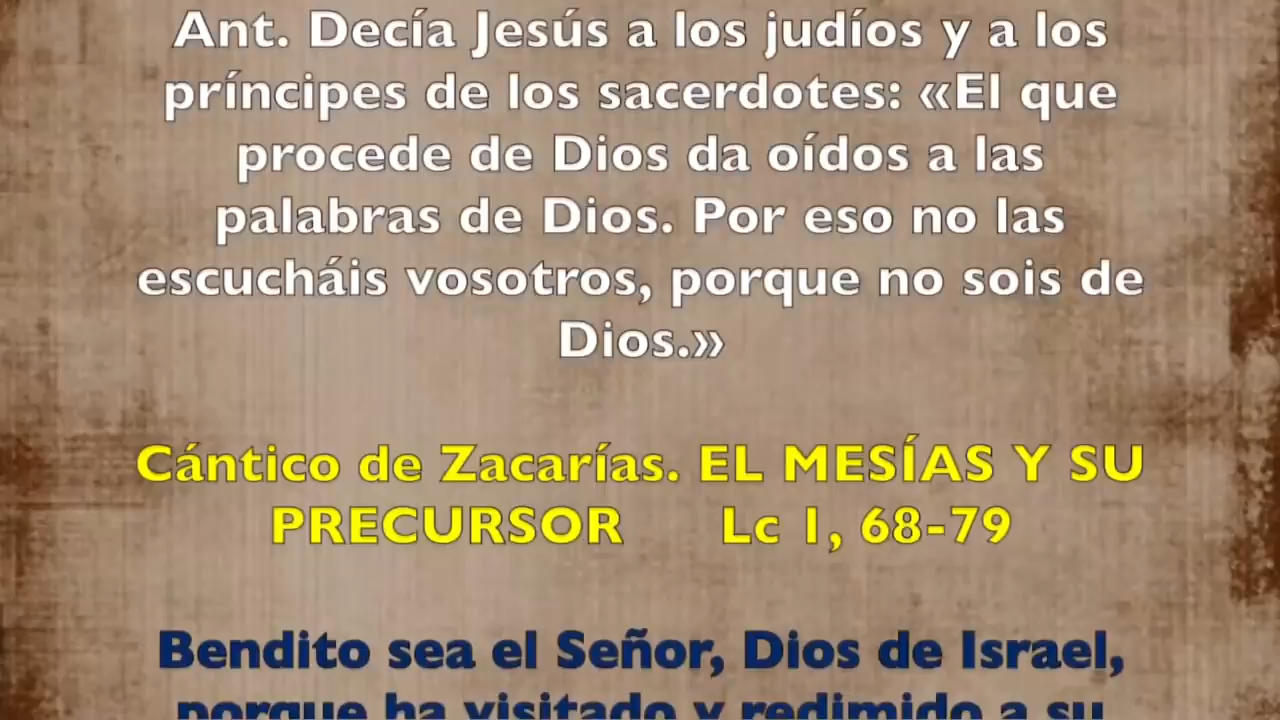 Ant. Decía Jesús a los judíos y a los
príncipes de los sacerdotes: «El que
procede de Dios da oídos a las
palabras de Dios. Por eso no las
escucháis vosotros, porque no sois de
Dios.»
Cántico de Zacarías. EL MESÍAS Y SU
PRECURSOR Lc 1, 68-79
Bendito sea el Señor, Dios de Israel,
porque ha visitado y redimido a su